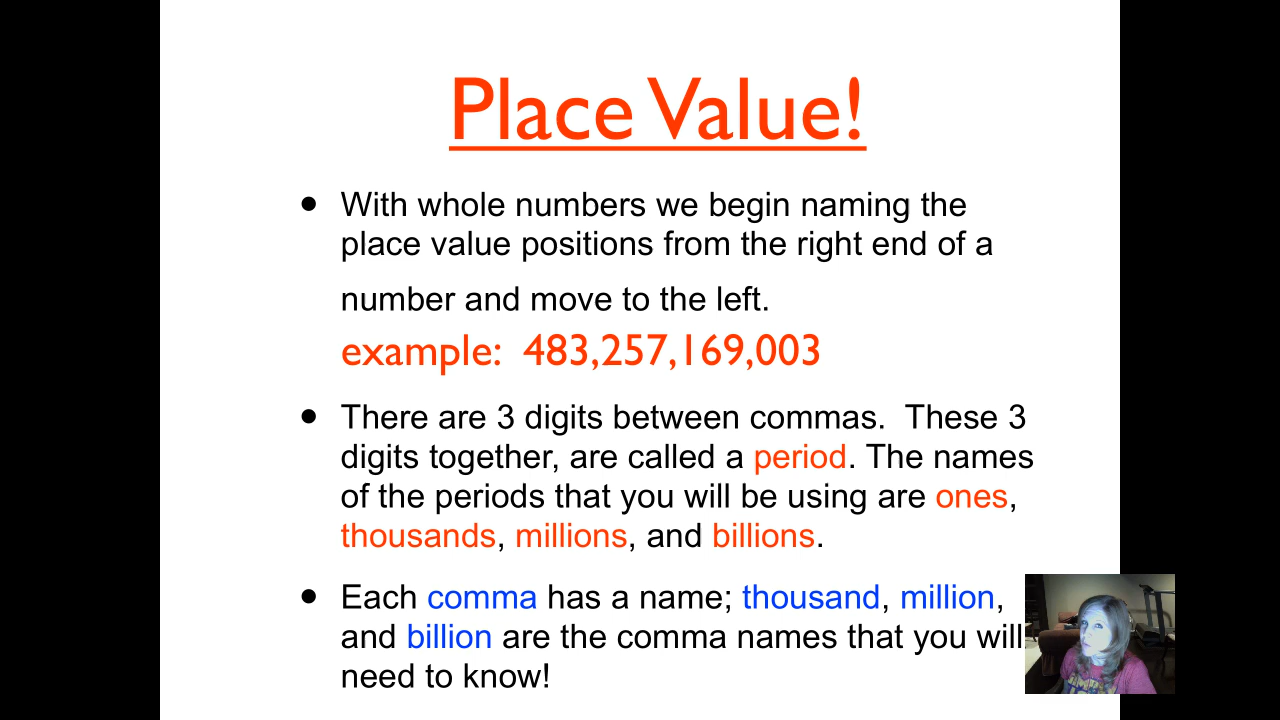 Place Value!
• With whole numbers we begin naming the
place value positions from the right end of a
number and move to the left.
example:  483,257,169,003
• There are 3 digits between commas.  These 3
digits together, are called a period. The names
of the periods that you will be using are ones,
thousands, millions, and billions.
• Each comma has a name; thousand, million,
and billion are the comma names that you will
need to know!